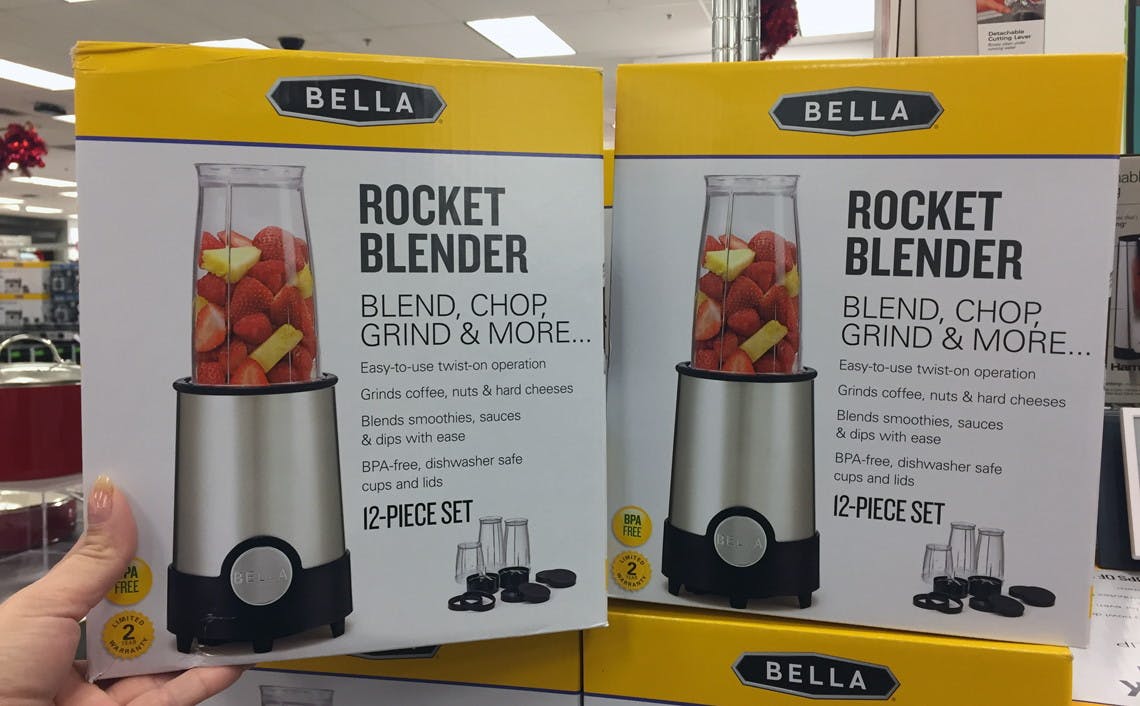 BELLA
ROCKET
BLENDER
BLEND, CHOP,
GRIND & MORE...
Easy-to-use twist-on operation
Grinds coffee, nuts & hard cheeses
Blends smoothies, sauces
& dips with ease
BPA-free, dishwasher safe
cups and lids
12-PIECE SET
BELLA
PA
FREE
LIMITED
2
YEAR
WARRANTY
BELLA
ROCKET
BLENDER
BLEND, CHOP,
GRIND & MORE...
Easy-to-use twist-on operation
Grinds coffee, nuts & hard cheeses
Blends smoothies, sauces
& dips with ease
BPA-free, dishwasher safe
cups and lids
12-PIECE SET
BELLA
BPA
FREE
LIMITED
2
YEAR
WARRANTY
BELLA
Detachable
Cutting Lever